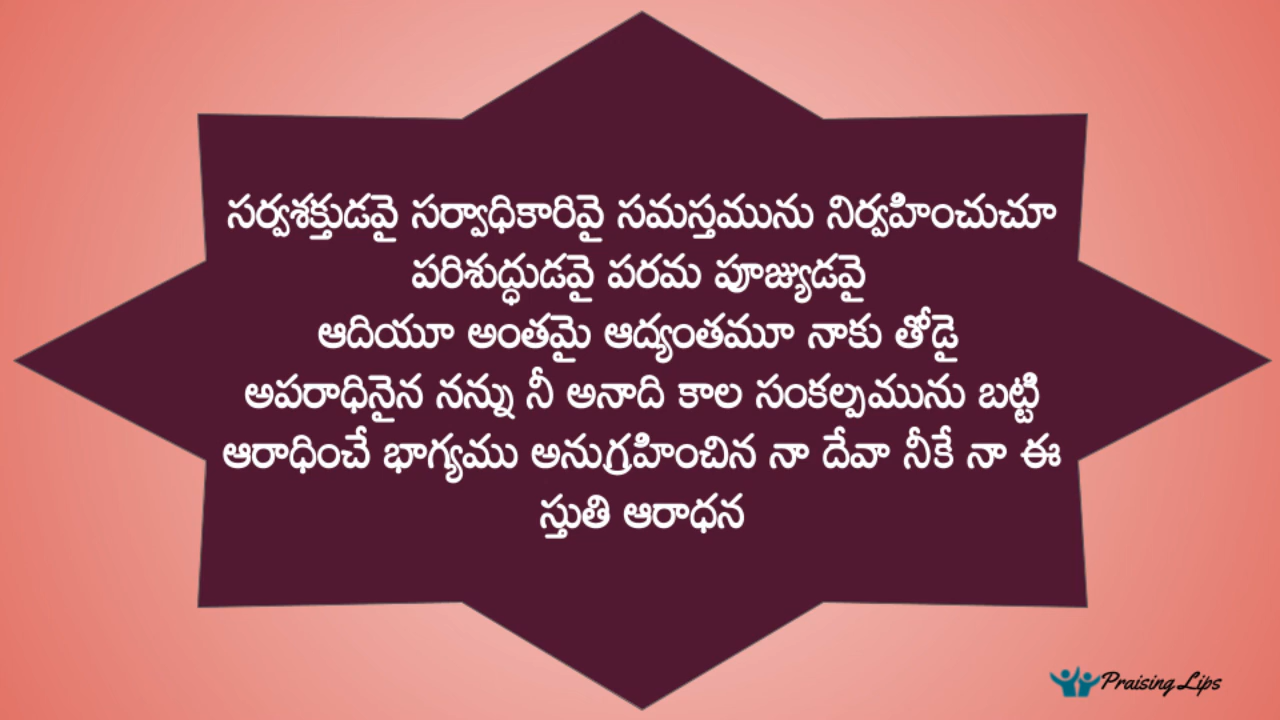 సర్వశక్తుడవై సర్వాధికారివై సమస్తమును నిర్వహించుచూ
పరిశుద్ధుడవై పరమ పూజ్యుడవై
ఆదియూ అంతమై ఆద్యంతమూ నాకు తోడై
అపరాధినైన నన్ను నీ అనాది కాల సంకల్పమును బట్టి
ఆరాధించే భాగ్యము అనుగ్రహించిన నా దేవా నీకే నా ఈ
స్తుతి ఆరాధన
Praising Lips